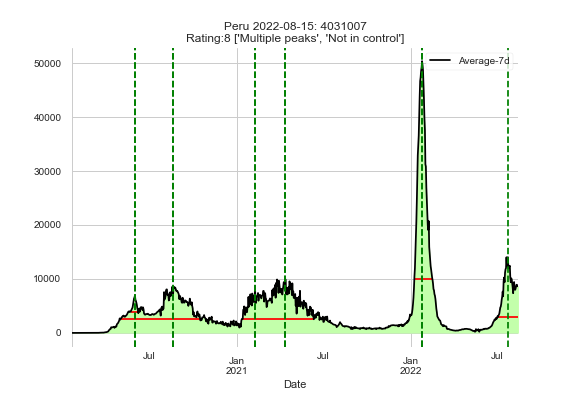 Peru 2022-08-15: 4031007
Rating:8 ['Multiple peaks', 'Not in control']
Average-7d
50000
40000
30000
20000
10000
0
Jul
Jan
2021
Jul
Jan
2022
Jul
Date